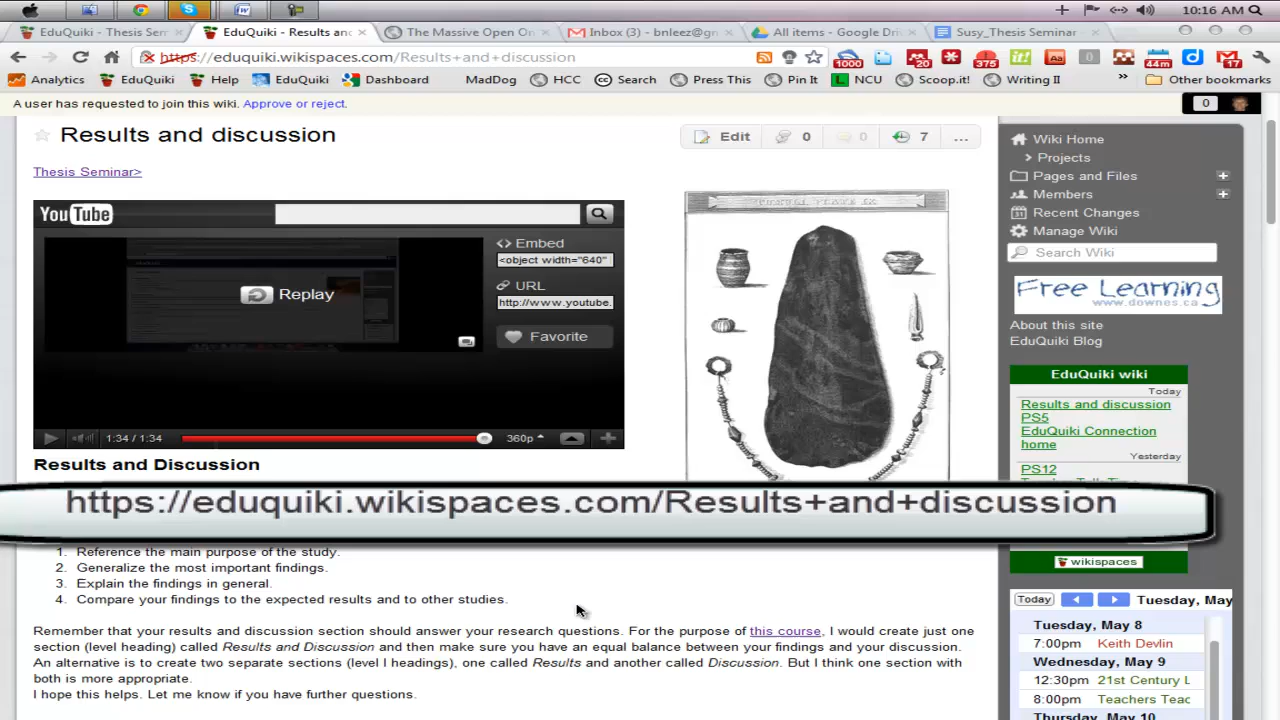 10:16 AM
EduQuiki - Thesis Sem
EduQuiki - Results and
The Massive Open On
Inbox (3) - bnleez@g
All items - Google Dri
Susy_Thesis Seminar
https://eduquiki.wikispaces.com/Results+and+discussion
1000
20
375
it!
Aa
0
44m
d
17
Analytics
EduQuiki
Help
EduQuiki
Dashboard
MadDog
HCC
Search
Press This
Pin It
NCU
Scoop.it!
Writing II
Other bookmarks
A user has requested to join this wiki. Approve or reject.
0
Results and discussion
Edit
0
0
7
...
Thesis Seminar>
YouTube
Embed
<object width="640"
URL
http://www.youtube.
Favorite
Replay
1:34 / 1:34
360p
Results and Discussion
https://eduquiki.wikispaces.com/Results+and+discussion
1. Reference the main purpose of the study.
2. Generalize the most important findings.
3. Explain the findings in general.
4. Compare your findings to the expected results and to other studies.
Remember that your results and discussion section should answer your research questions. For the purpose of this course, I would create just one
section (level heading) called Results and Discussion and then may sure you have an equal balance between your findings and your discussion.
An alternative is to create two separate sections (level I headings), one called Results and another called Discussion. But I think one section with
both is more appropriate.
I hope this helps. Let me know if you have further questions.
Wiki Home
Projects
Pages and Files
Members
Recent Changes
Manage Wiki
Search Wiki
Free Learning
www.downes.ca
About this site
EduQuiki Blog
EduQuiki wiki
Today
Results and discussion
PS5
EduQuiki Connection
home
Yesterday
PS12
wikispaces
Today
Tuesday, May
Tuesday, May 8
7:00pm Keith Devlin
Wednesday, May 9
12:30pm 21st Century L
8:00pm Teachers Teac
Thursday, May 10